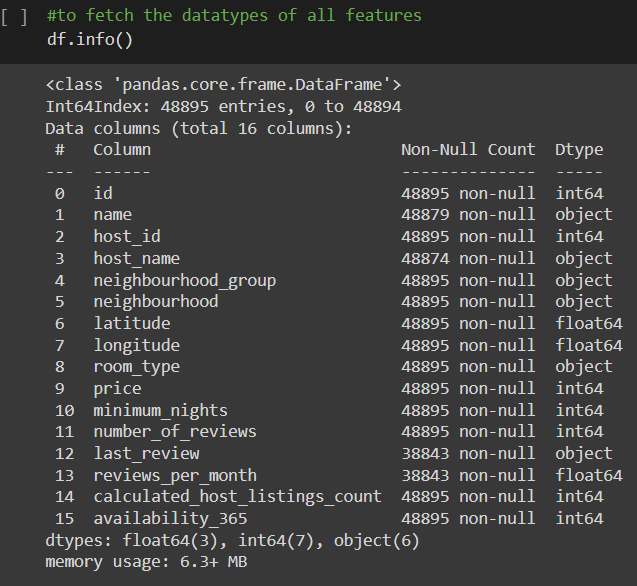 [ ] #to fetch the datatypes of all features
df.info()
<class 'pandas.core.frame.DataFrame'>
Int64Index: 48895 entries, 0 to 48894
Data columns (total 16 columns):
 #   Column                          Non-Null Count  Dtype
---  ------                          --------------  -----
 0   id                              48895 non-null  int64
 1   name                            48879 non-null  object
 2   host_id                         48895 non-null  int64
 3   host_name                       48874 non-null  object
 4   neighbourhood_group             48895 non-null  object
 5   neighbourhood                   48895 non-null  object
 6   latitude                        48895 non-null  float64
 7   longitude                       48895 non-null  float64
 8   room_type                       48895 non-null  object
 9   price                           48895 non-null  int64
 10  minimum_nights                  48895 non-null  int64
 11  number_of_reviews               48895 non-null  int64
 12  last_review                     38843 non-null  object
 13  reviews_per_month               38843 non-null  float64
 14  calculated_host_listings_count  48895 non-null  int64
 15  availability_365                48895 non-null  int64
dtypes: float64(3), int64(7), object(6)
memory usage: 6.3+ MB